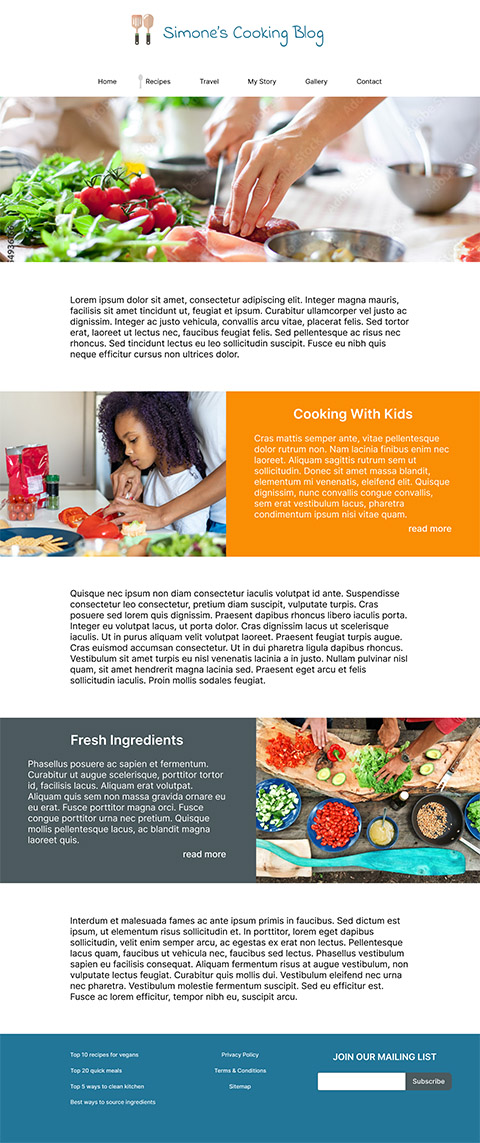 Simone's Cooking Blog
Home Recipes Travel My Story Gallery Contact
Lorem ipsum dolor sit amet, consectetur adipiscing elit. Integer magna mauris,
facilisis sit amet tincidunt ut, feugiat et ipsum. Curabitur ullamcorper vel justo ac
dignissim. Integer ac justo vehicula, convallis arcu vitae, placerat felis. Sed tortor
erat, laoreet ut lectus nec, faucibus feugiat felis. Sed pellentesque ac risus nec
rhoncus. Sed tincidunt lectus eu leo sollicitudin suscipit. Fusce eu nibh quis
neque efficitur cursus non ultrices dolor.
Cooking With Kids
Cras mattis semper ante, vitae pellentesque
dolor rutrum non. Nam lacinia finibus enim nec
laoreet. Aliquam sagittis rutrum sem ut
sollicitudin. Donec sit amet massa blandit,
elementum mi venenatis, eleifend elit. Quisque
dignissim, nunc convallis congue convallis,
sem erat vestibulum lacus, pharetra
condimentum ipsum nisi vitae quam.
read more
Quisque nec ipsum non diam consectetur iaculis volutpat id ante. Suspendisse
consectetur leo consectetur, pretium diam suscipit, vulputate turpis. Cras
posuere sed lorem quis dignissim. Praesent dapibus rhoncus libero iaculis porta.
Integer eu volutpat lacus, ut porta dolor. Cras dignissim lacus ut scelerisque
iaculis. Ut in purus aliquam velit volutpat laoreet. Praesent feugiat turpis augue.
Cras euismod accumsan consectetur. Ut in dui pharetra ligula dapibus rhoncus.
Vestibulum sit amet turpis eu nisl venenatis lacinia a in justo. Nullam pulvinar nisl
quam, sit amet hendrerit magna lacinia sed. Praesent eget arcu et felis
sollicitudin iaculis. Proin mollis sodales feugiat.
Fresh Ingredients
Phasellus posuere ac sapien et fermentum.
Curabitur ut augue scelerisque, porttitor tortor
id, facilisis lacus. Aliquam erat volutpat.
Aliquam quis sem non massa gravida ornare eu
eu erat. Fusce porttitor magna orci. Fusce
congue porttitor urna nec pretium. Quisque
mollis pellentesque lacus, ac blandit magna
laoreet quis.
read more
Interdum et malesuada fames ac ante ipsum primis in faucibus. Sed dictum est
ipsum, ut elementum risus sollicitudin et. In porttitor, lorem eget dapibus
sollicitudin, velit enim semper arcu, ac egestas ex erat non lectus. Pellentesque
lacus quam, faucibus ut vehicula nec, faucibus sed lectus. Phasellus vestibulum
sapien eu facilisis consequat. Aliquam fermentum risus at augue vestibulum, non
vulputate lectus feugiat. Curabitur quis mollis dui. Vestibulum eleifend nec urna
nec pharetra. Vestibulum molestie fermentum suscipit. Sed eu efficitur est.
Fusce ac lorem efficitur, tempor nibh eu, suscipit arcu.
Top 10 recipes for vegans
Top 20 quick meals
Top 5 ways to clean kitchen
Best ways to source ingredients
Privacy Policy
Terms & Conditions
Sitemap
JOIN OUR MAILING LIST
Subscribe